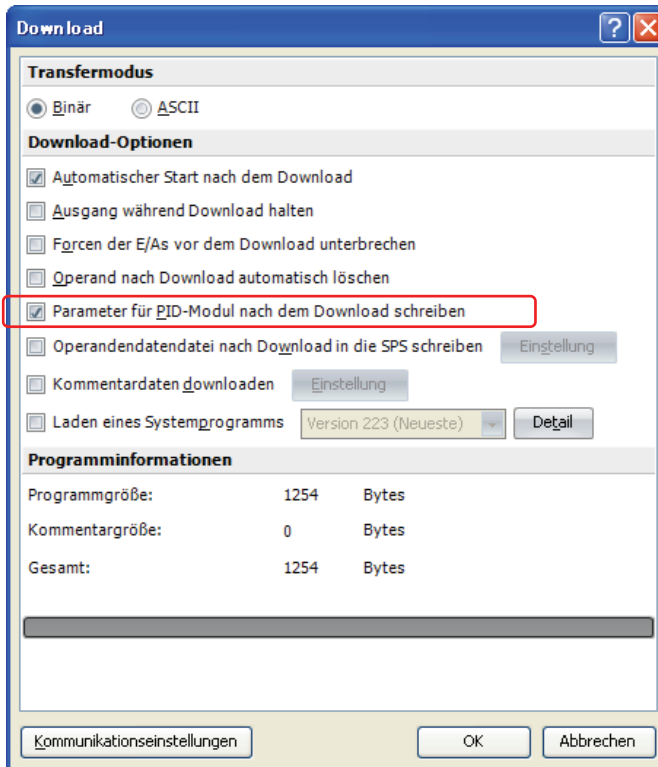 Download
Transfermodus
Binär ASCII
Download-Optionen
Automatischer Start nach dem Download
Ausgang während Download halten
Forcen der E/As vor dem Download unterbrechen
Operand nach Download automatisch löschen
Parameter für PID-Modul nach dem Download schreiben
Operandendatendatei nach Download in die SPS schreiben Einstellung
Kommentardaten downloaden Einstellung
Laden eines Systemprogramms Version 223 (Neueste) Detail
Programminformationen
Programmgröße: 1254 Bytes
Kommentargröße: 0 Bytes
Gesamt: 1254 Bytes
Kommunikationseinstellungen OK Abbrechen